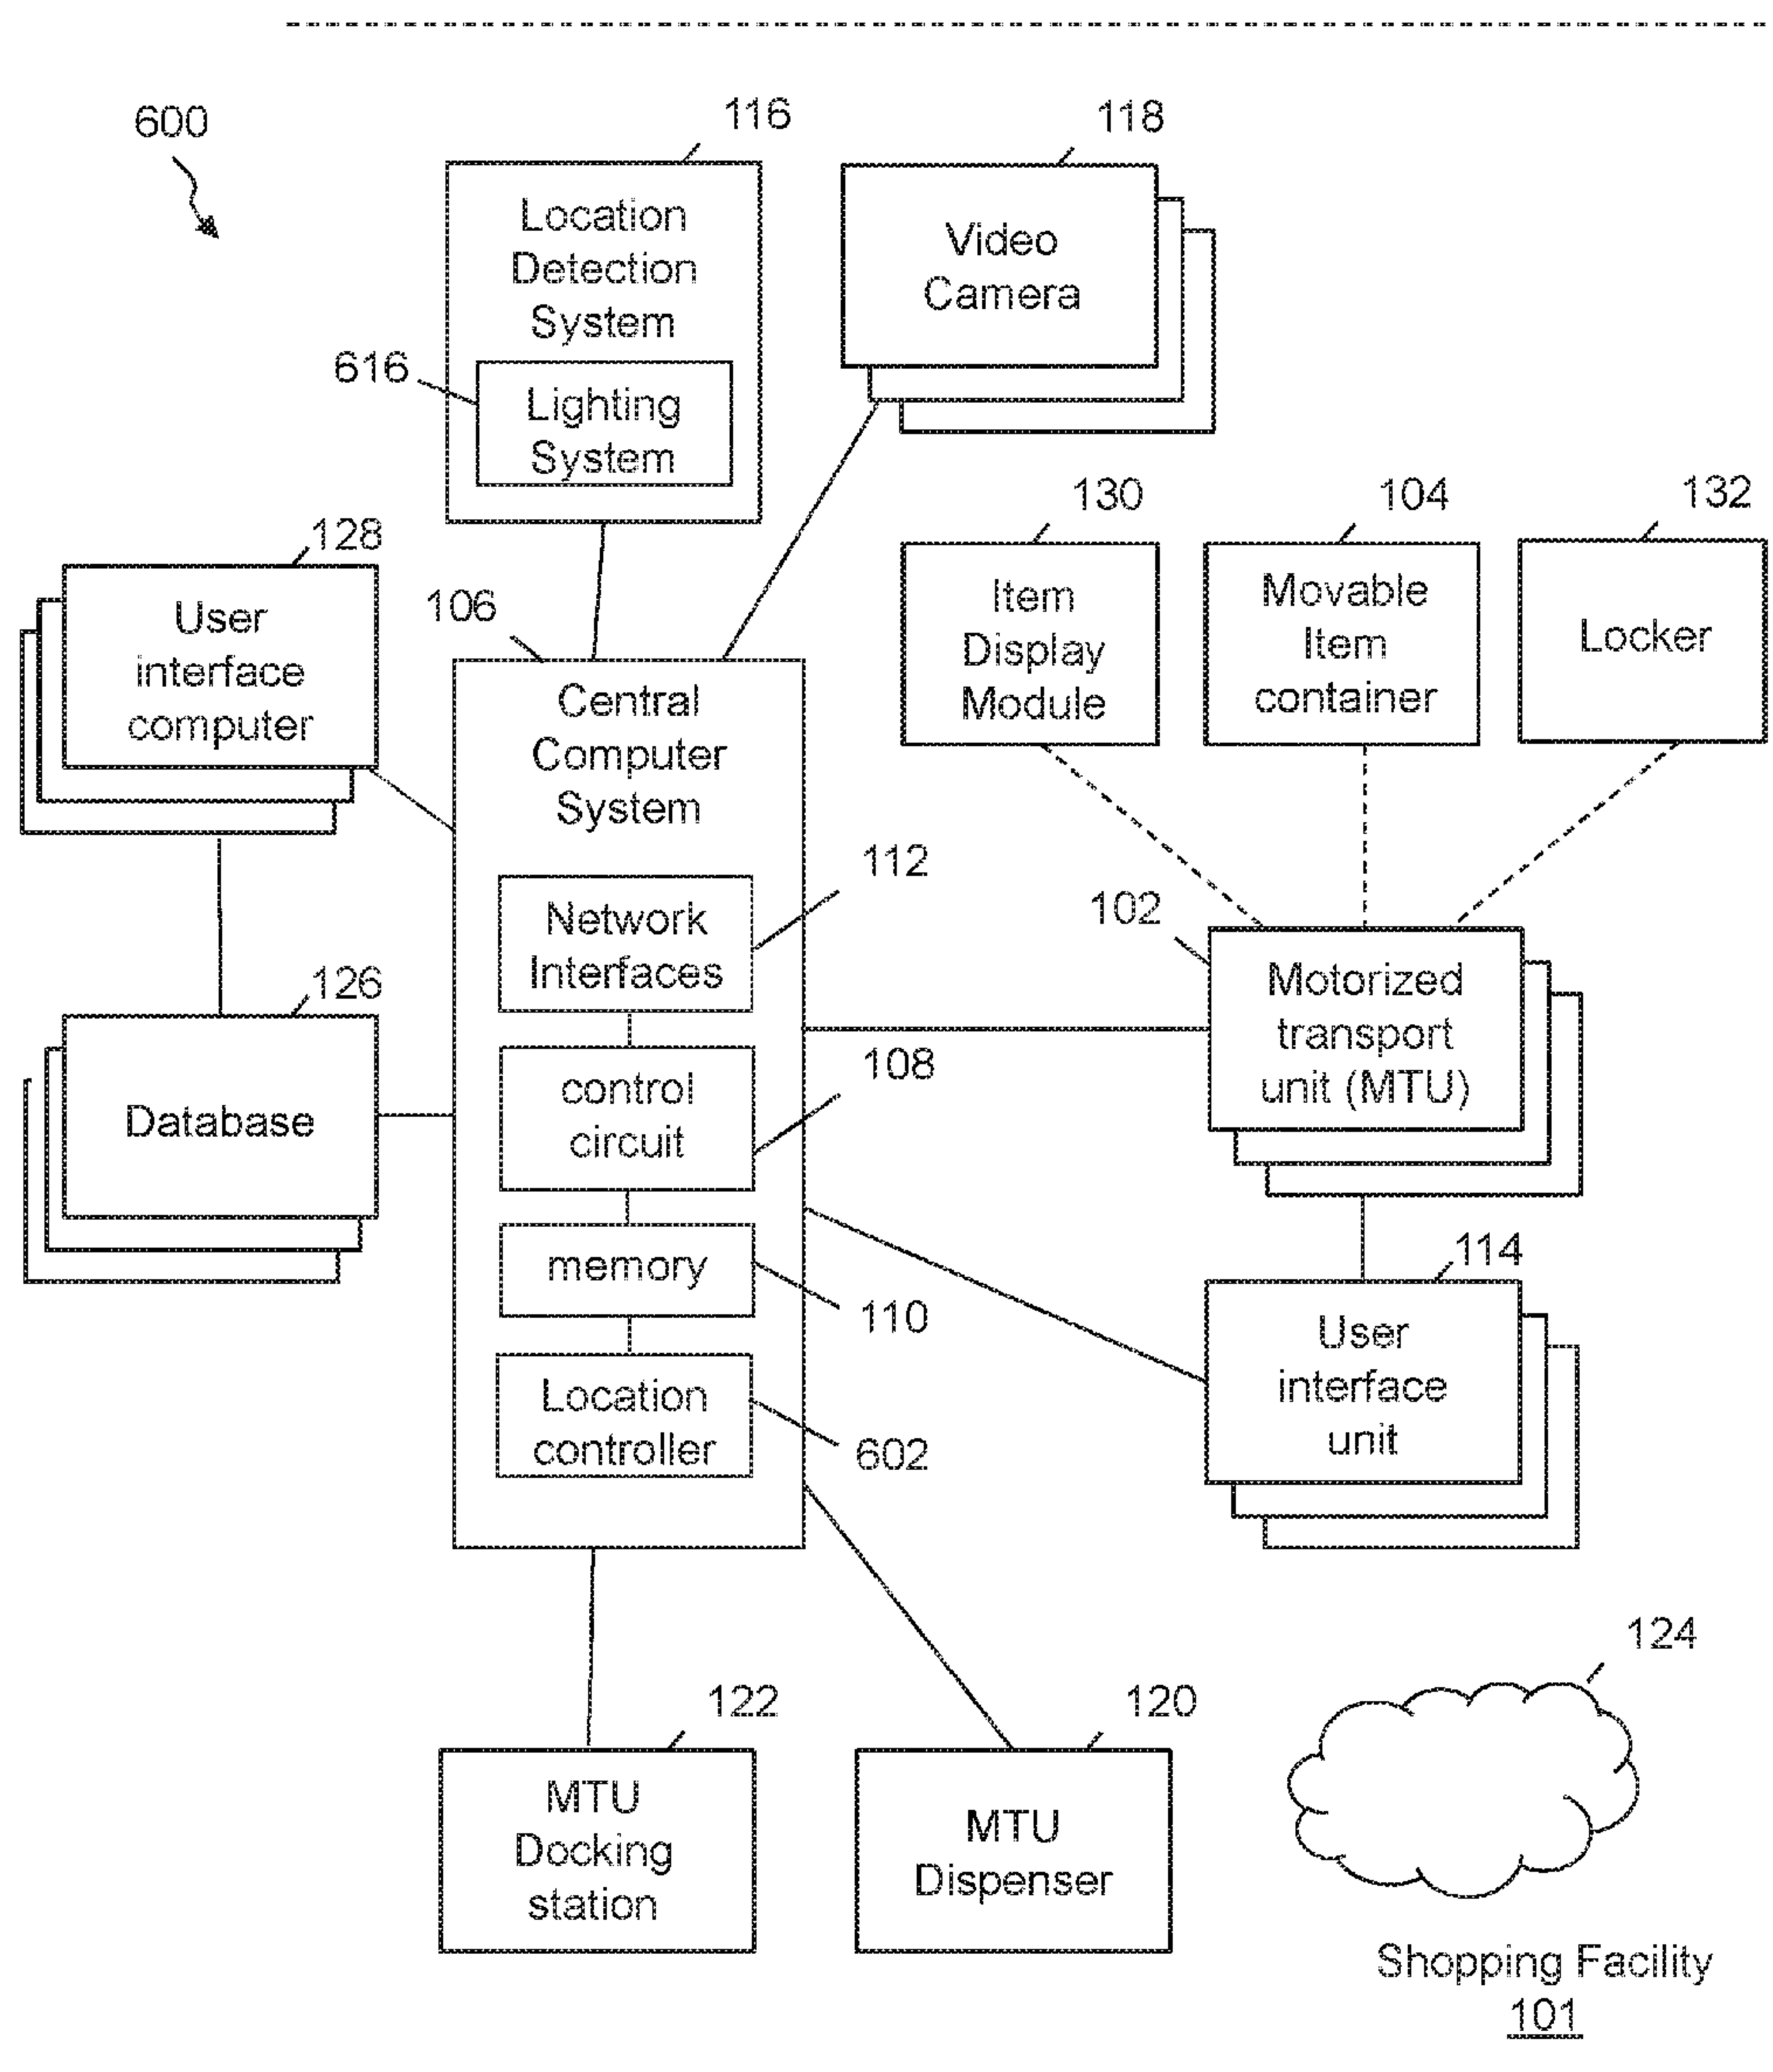 600
116
118
Location
Detection
System
616
Lighting
System
Video
Camera
128
User
interface
computer
106
130
104
132
Item
Display
Module
Movable
Item
container
Locker
Central
Computer
System
112
Network
Interfaces
102
Motorized
transport
unit (MTU)
126
Database
108
control
circuit
memory
110
114
User
interface
unit
Location
controller
602
124
122
120
MTU
Docking
station
MTU
Dispenser
Shopping Facility
101